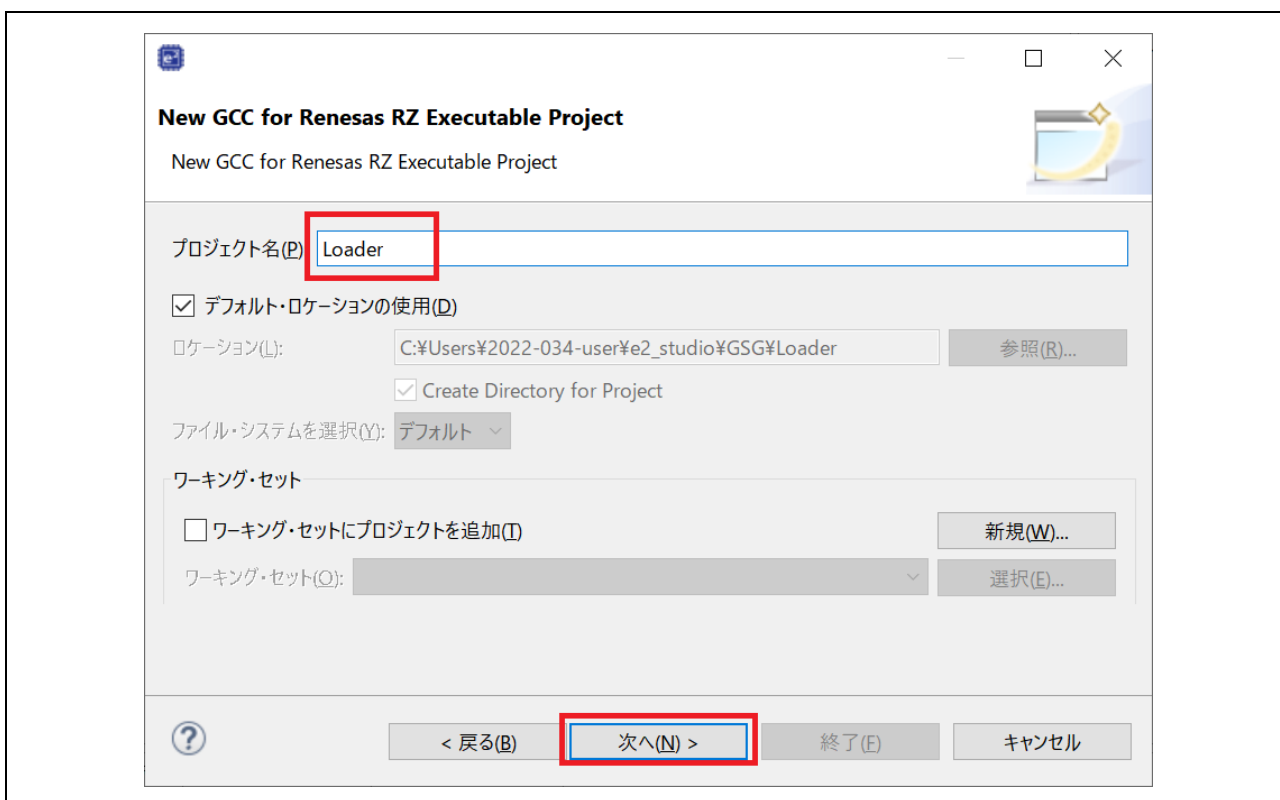 New GCC for Renesas RZ Executable Project
New GCC for Renesas RZ Executable Project
プロジェクト名(P) Loader
デフォルト・ロケーションの使用(D)
ロケーション(L): C:¥Users¥2022-034-user¥e2_studio¥GSG¥Loader 参照(R)...
Create Directory for Project
ファイル・システムを選択(Y): デフォルト
ワーキング・セット
ワーキング・セットにプロジェクトを追加(T) 新規(W)...
ワーキング・セット(O): 選択(E)...
? < 戻る(B) 次へ(N) > 終了(F) キャンセル